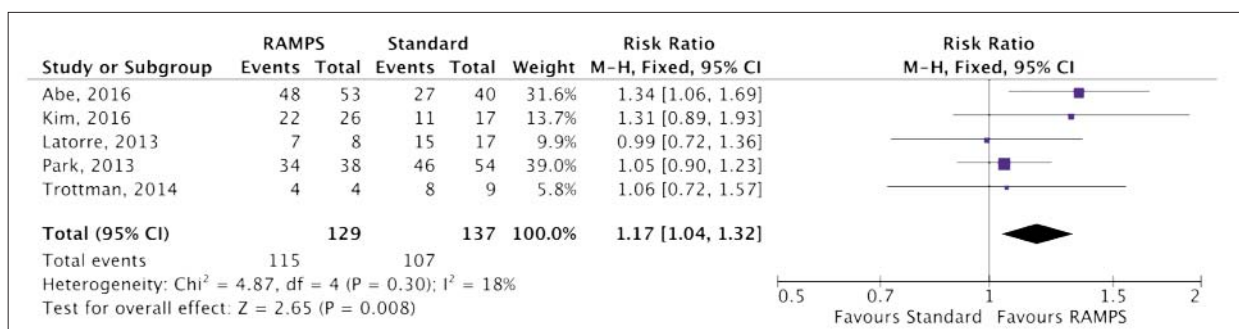 RAMPS Standard Risk Ratio Risk Ratio
Study or Subgroup Events Total Events Total Weight M-H, Fixed, 95% CI M-H, Fixed, 95% CI
Abe, 2016 48 53 27 40 31.6% 1.34 [1.06, 1.69]
Kim, 2016 22 26 11 17 13.7% 1.31 [0.89, 1.93]
Latorre, 2013 7 8 15 17 9.9% 0.99 [0.72, 1.36]
Park, 2013 34 38 46 54 39.0% 1.05 [0.90, 1.23]
Trottman, 2014 4 4 8 9 5.8% 1.06 [0.72, 1.57]
Total (95% CI) 129 137 100.0% 1.17 [1.04, 1.32]
Total events 115 107
Heterogeneity: Chi² = 4.87, df = 4 (P = 0.30); I² = 18%
Test for overall effect: Z = 2.65 (P = 0.008)
0.5 0.7 1 1.5 2
Favours Standard Favours RAMPS